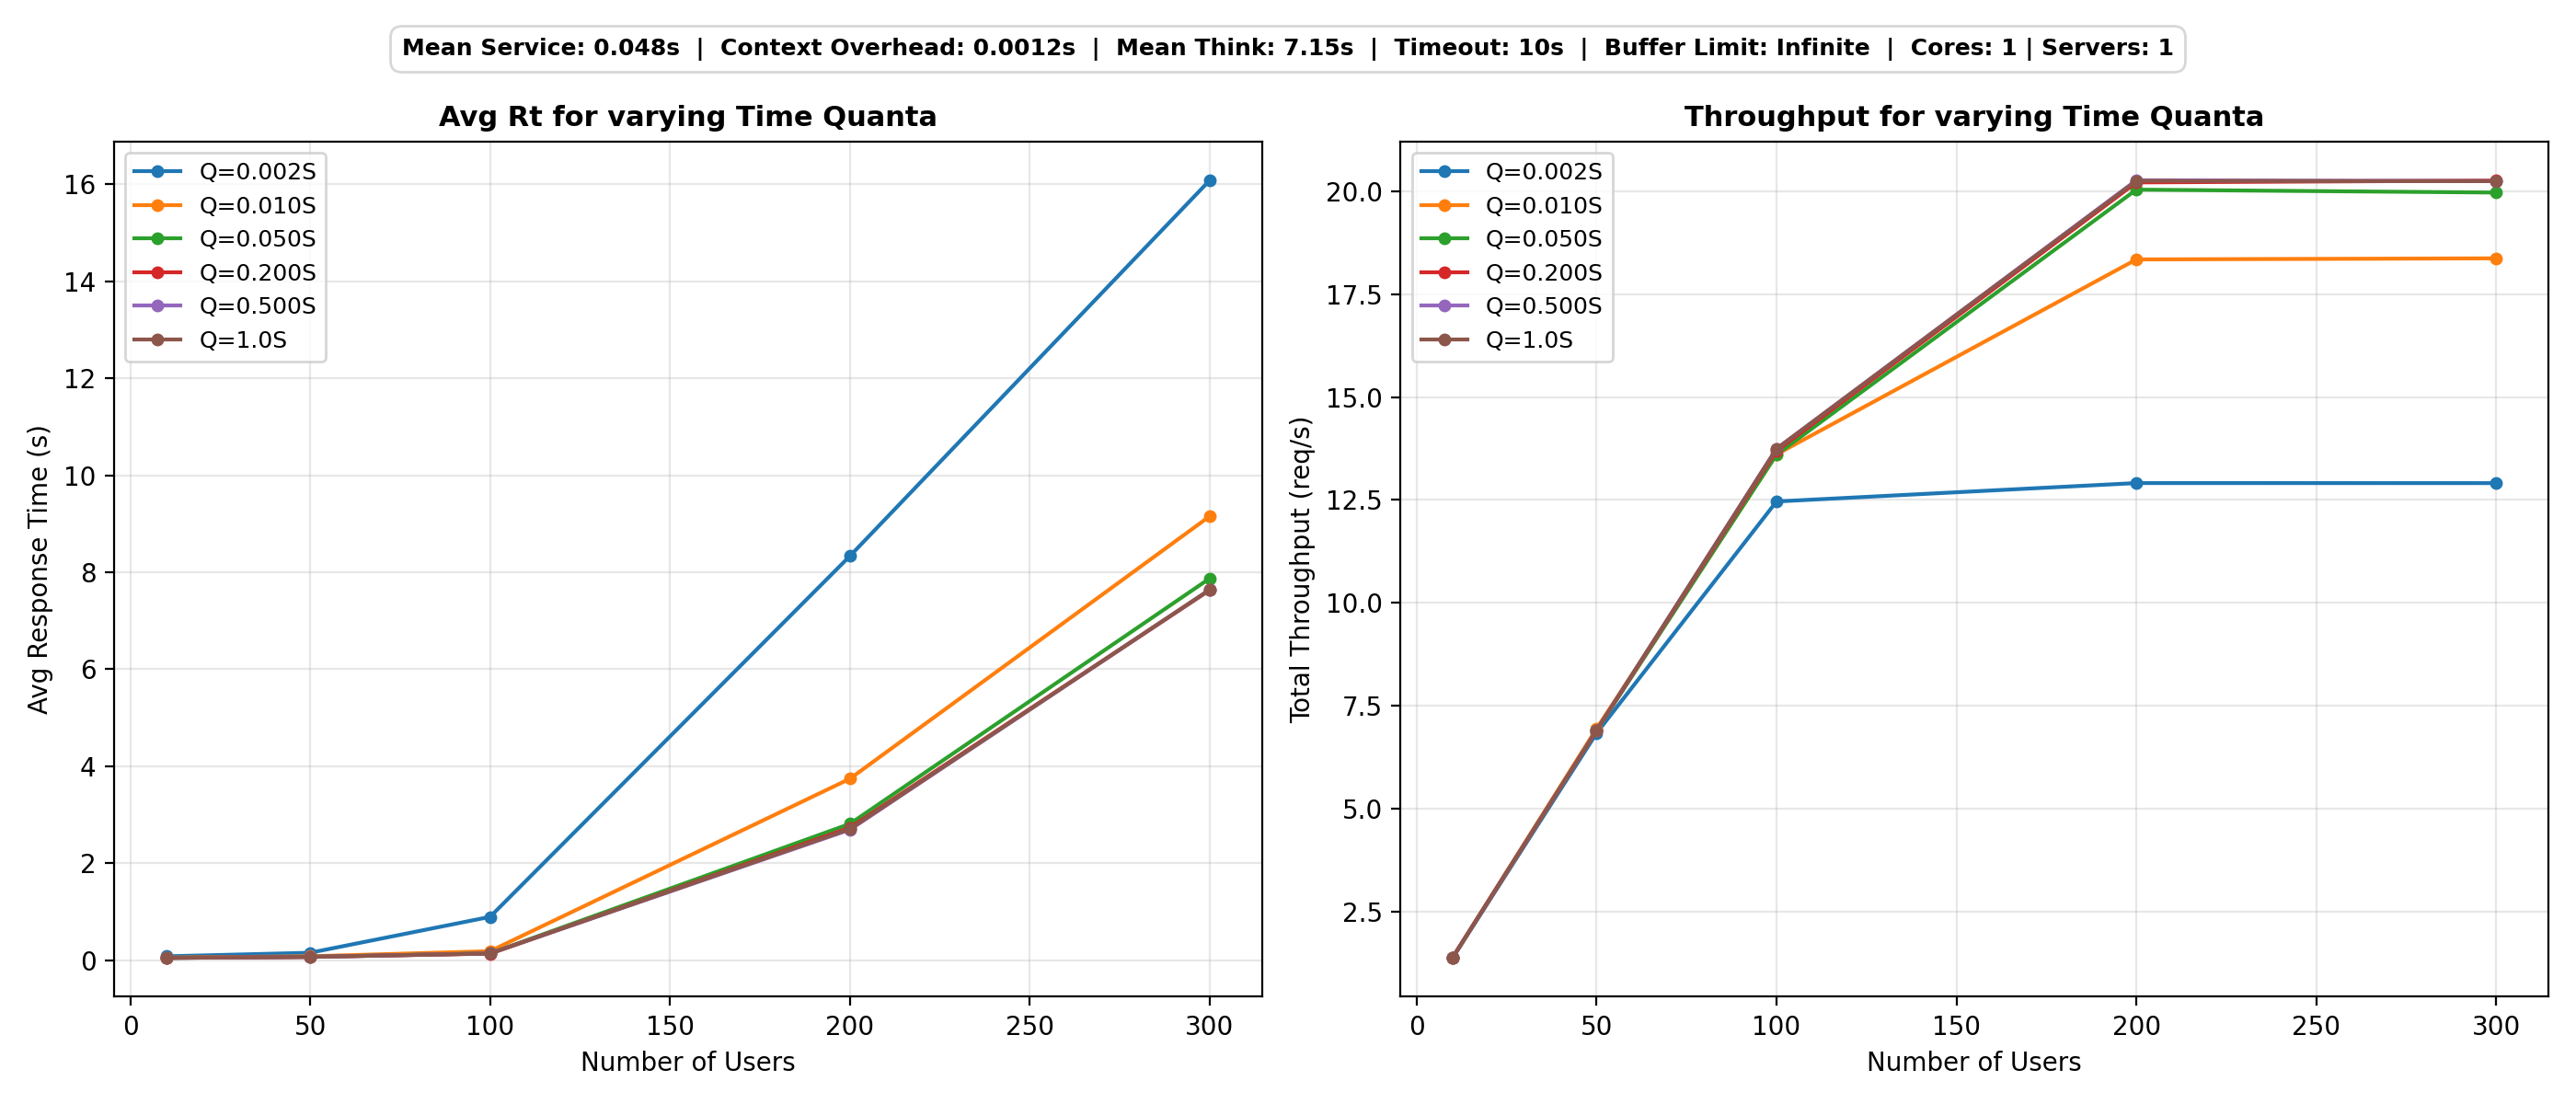 Mean Service: 0.048s | Context Overhead: 0.0012s | Mean Think: 7.15s | Timeout: 10s | Buffer Limit: Infinite | Cores: 1 | Servers: 1
Avg Rt for varying Time Quanta
Q=0.002S
Q=0.010S
Q=0.050S
Q=0.200S
Q=0.500S
Q=1.0S
16
14
12
10
8
6
4
2
0
Avg Response Time (s)
0 50 100 150 200 250 300
Number of Users
Throughput for varying Time Quanta
Q=0.002S
Q=0.010S
Q=0.050S
Q=0.200S
Q=0.500S
Q=1.0S
20.0
17.5
15.0
12.5
10.0
7.5
5.0
2.5
Total Throughput (req/s)
0 50 100 150 200 250 300
Number of Users